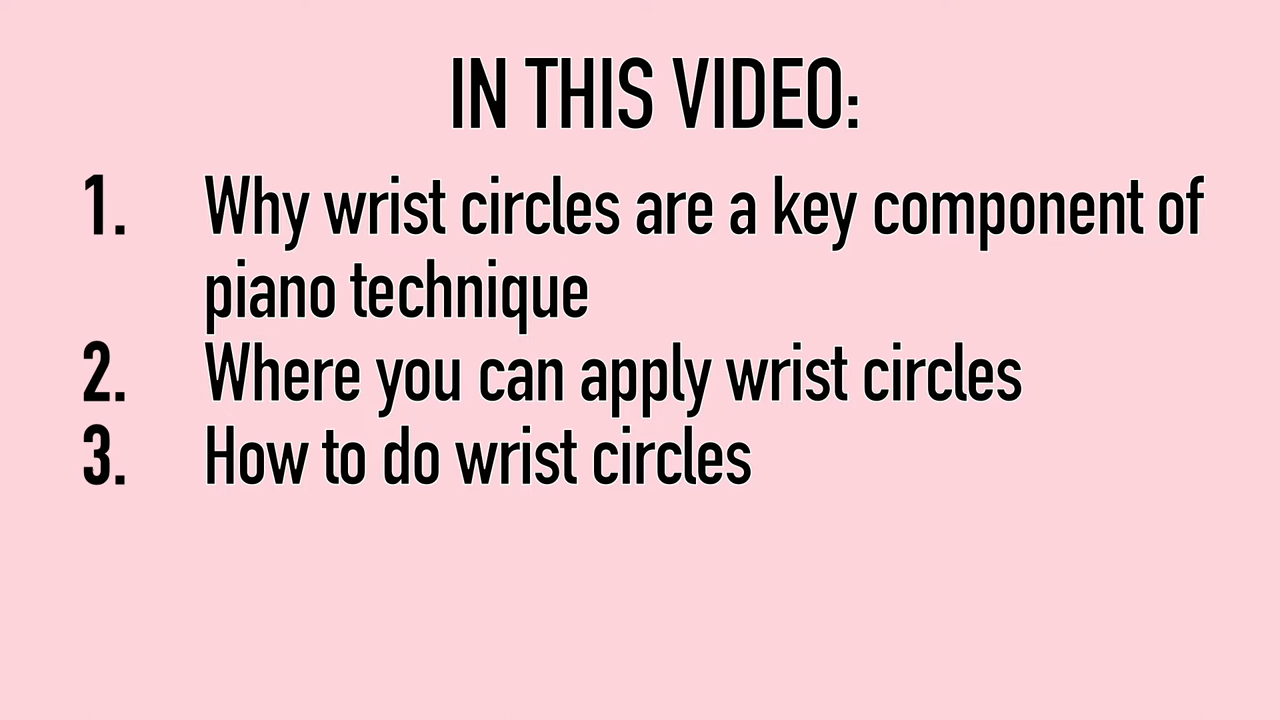 IN THIS VIDEO:
1. Why wrist circles are a key component of
piano technique
2. Where you can apply wrist circles
3. How to do wrist circles